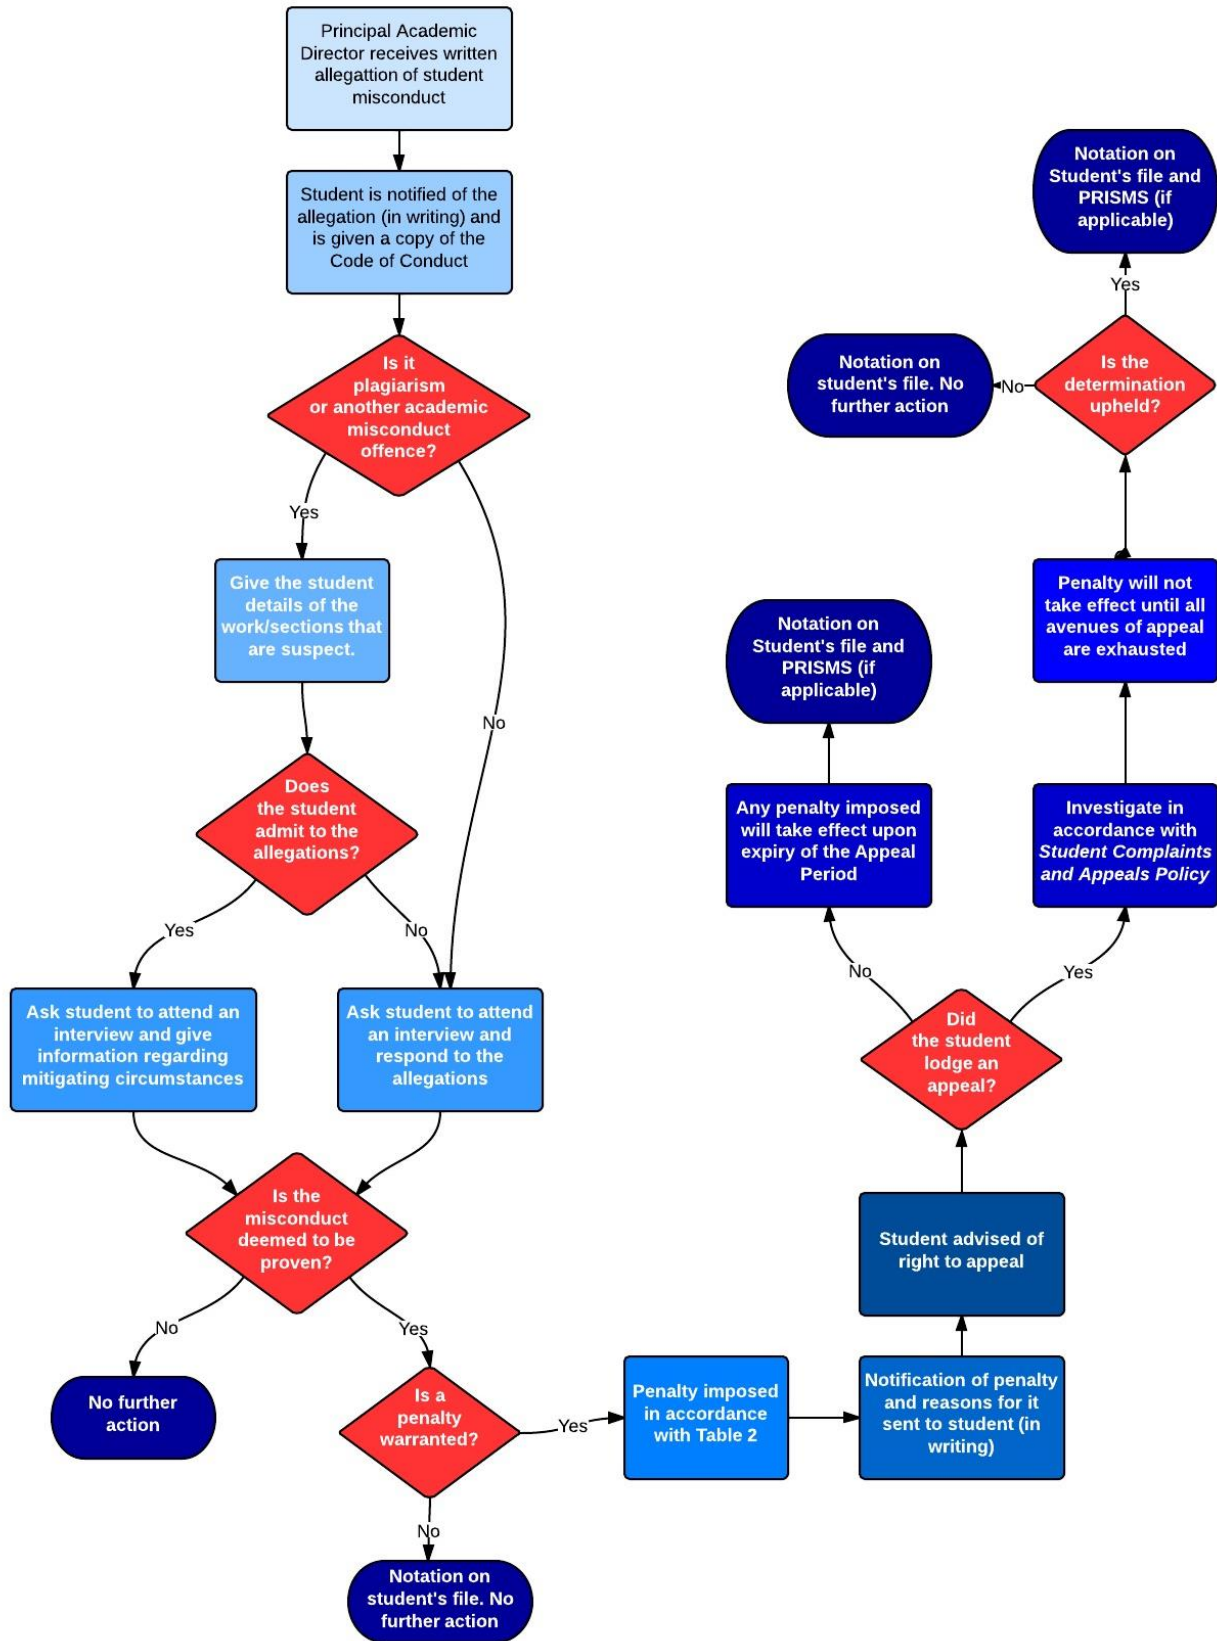 Principal Academic
Director receives written
allegattion of student
misconduct
Student is notified of the
allegation (in writing) and
is given a copy of the
Code of Conduct
Is it
plagiarism
or another academic
misconduct
offence?
Yes
No
Give the student
details of the
work/sections that
are suspect.
Does
the student
admit to the
allegations?
Yes
No
Ask student to attend an
interview and give
information regarding
mitigating circumstances
Ask student to attend
an interview and
respond to the
allegations
Is the
misconduct
deemed to be
proven?
No
Yes
No further
action
Is a
penalty
warranted?
Yes
No
Notation on
student's file. No
further action
Penalty imposed
in accordance
with Table 2
Notification of penalty
and reasons for it
sent to student (in
writing)
Student advised of
right to appeal
Did
the student
lodge an
appeal?
No
Yes
Any penalty imposed
will take effect upon
expiry of the Appeal
Period
Notation on
Student's file and
PRISMS (if
applicable)
Investigate in
accordance with
Student Complaints
and Appeals Policy
Penalty will not
take effect until all
avenues of appeal
are exhausted
Is the
determination
upheld?
No
Yes
Notation on
student's file. No
further action
Notation on
Student's file and
PRISMS (if
applicable)